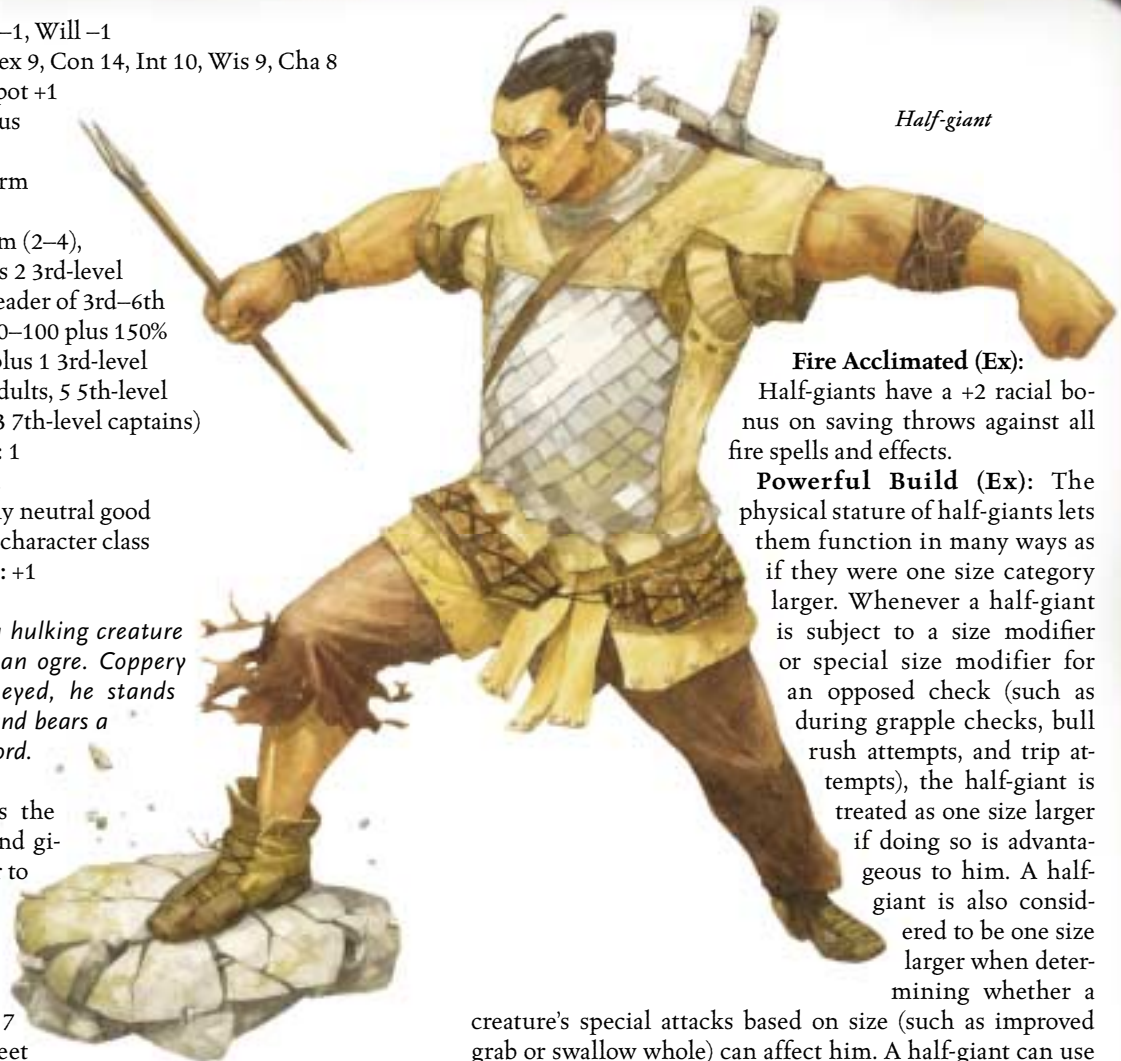 –1, Will –1
ex 9, Con 14, Int 10, Wis 9, Cha 8
pot +1
us
rm
m (2–4),
s 2 3rd-level
eader of 3rd–6th
0–100 plus 150%
plus 1 3rd-level
dults, 5 5th-level
3 7th-level captains)
: 1
ly neutral good
character class
: +1
hulking creature
an ogre. Coppery
eyed, he stands
nd bears a
ord.
s the
nd gi-
r to
7
eet
Half-giant
Fire Acclimated (Ex):
Half-giants have a +2 racial bo-
nus on saving throws against all
fire spells and effects.
Powerful Build (Ex): The
physical stature of half-giants lets
them function in many ways as
if they were one size category
larger. Whenever a half-giant
is subject to a size modifier
or special size modifier for
an opposed check (such as
during grapple checks, bull
rush attempts, and trip at-
tempts), the half-giant is
treated as one size larger
if doing so is advanta-
geous to him. A half-
giant is also consid-
ered to be one size
larger when deter-
mining whether a
creature's special attacks based on size (such as improved
grab or swallow whole) can affect him. A half-giant can use